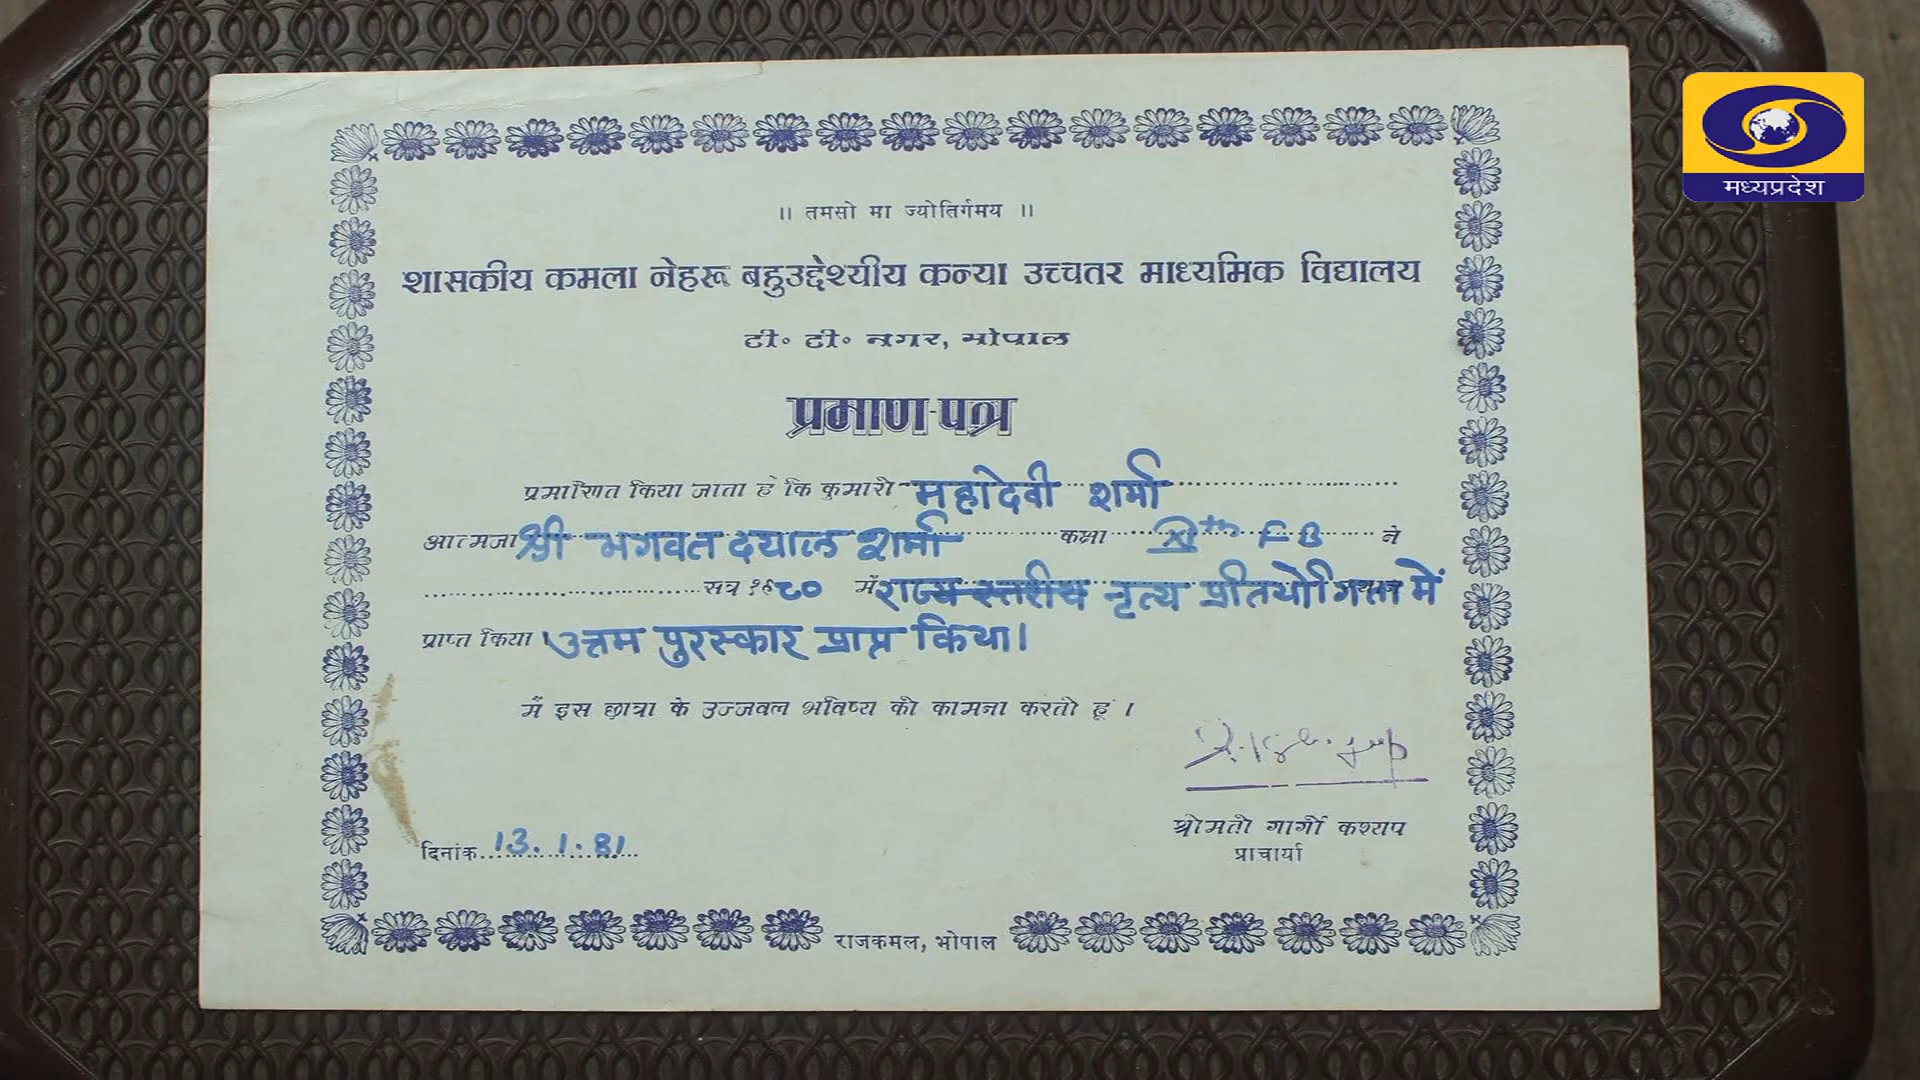 मध्यप्रदेश
।। तमसो मा ज्योतिर्गमय ।।
शासकीय कमला नेहरू बहुउद्देश्यीय कन्या उच्चतर माध्यमिक विद्यालय
टी॰ टी॰ नगर, भोपाल
प्रमाण-पत्र
प्रमाणित किया जाता है कि कुमारी महादेवी शर्मा
आत्मजा श्री भगवत दयाल शर्मा कक्षा ने
सत्र १९८० में राज्य स्तरीय नृत्य प्रतियोगिता में
प्राप्त किया उत्तम पुरस्कार प्राप्त किया।
मैं इस छात्रा के उज्जवल भविष्य की कामना करती हूं ।
श्रीमती गार्गी कश्यप
दिनांक 13.1.81
प्राचार्या
राजकमल, भोपाल